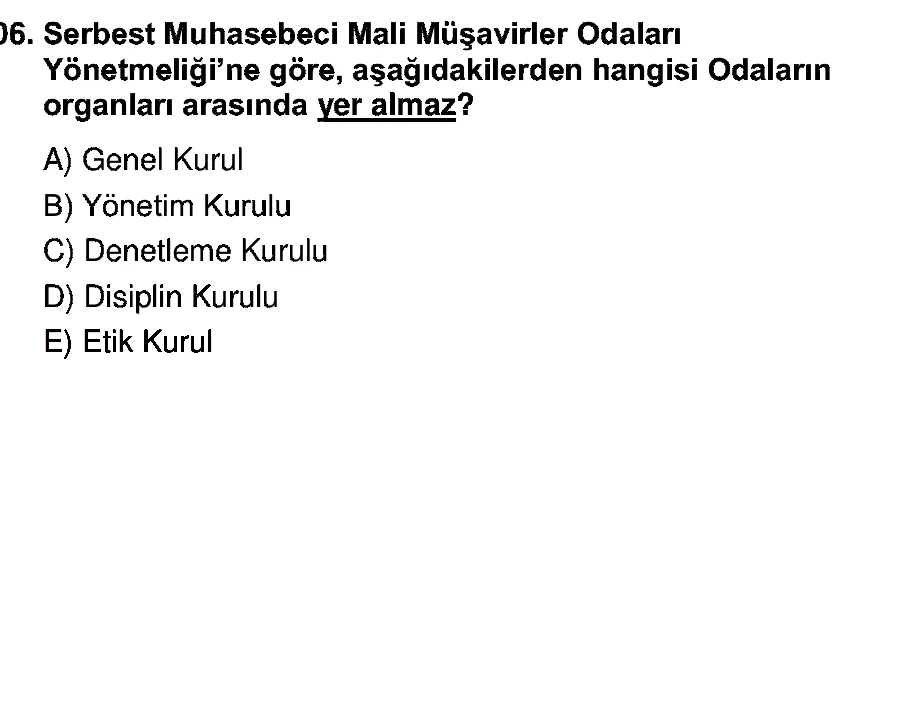 06. Serbest Muhasebeci Mali Müşavirler Odaları
Yönetmeliği’ne göre, aşağıdakilerden hangisi Odaların
organları arasında yer almaz?
A) Genel Kurul
B) Yönetim Kurulu
C) Denetleme Kurulu
D) Disiplin Kurulu
E) Etik Kurul